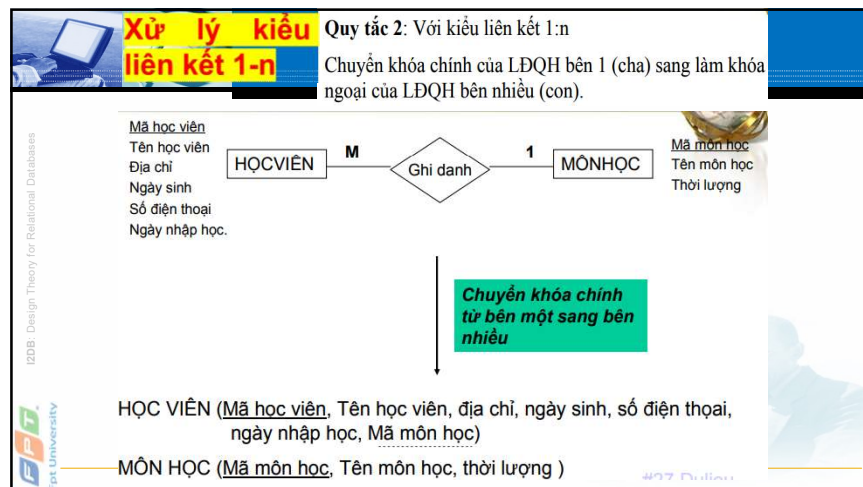 Xử lý kiểu
liên kết 1-n
Quy tắc 2: Với kiểu liên kết 1:n
Chuyển khóa chính của LĐQH bên 1 (cha) sang làm khóa
ngoại của LĐQH bên nhiều (con).
Mã học viên
Tên học viên
Địa chỉ
Ngày sinh
Số điện thoại
Ngày nhập học.
HỌCVIÊN
M
Ghi danh
1
MÔNHỌC
Mã môn học
Tên môn học
Thời lượng
Chuyển khóa chính
từ bên một sang bên
nhiều
HỌC VIÊN (Mã học viên, Tên học viên, địa chỉ, ngày sinh, số điện thọai,
ngày nhập học, Mã môn học)
MÔN HỌC (Mã môn học, Tên môn học, thời lượng )
I2DB: Design Theory for Relational Databases
FPT
Fpt University